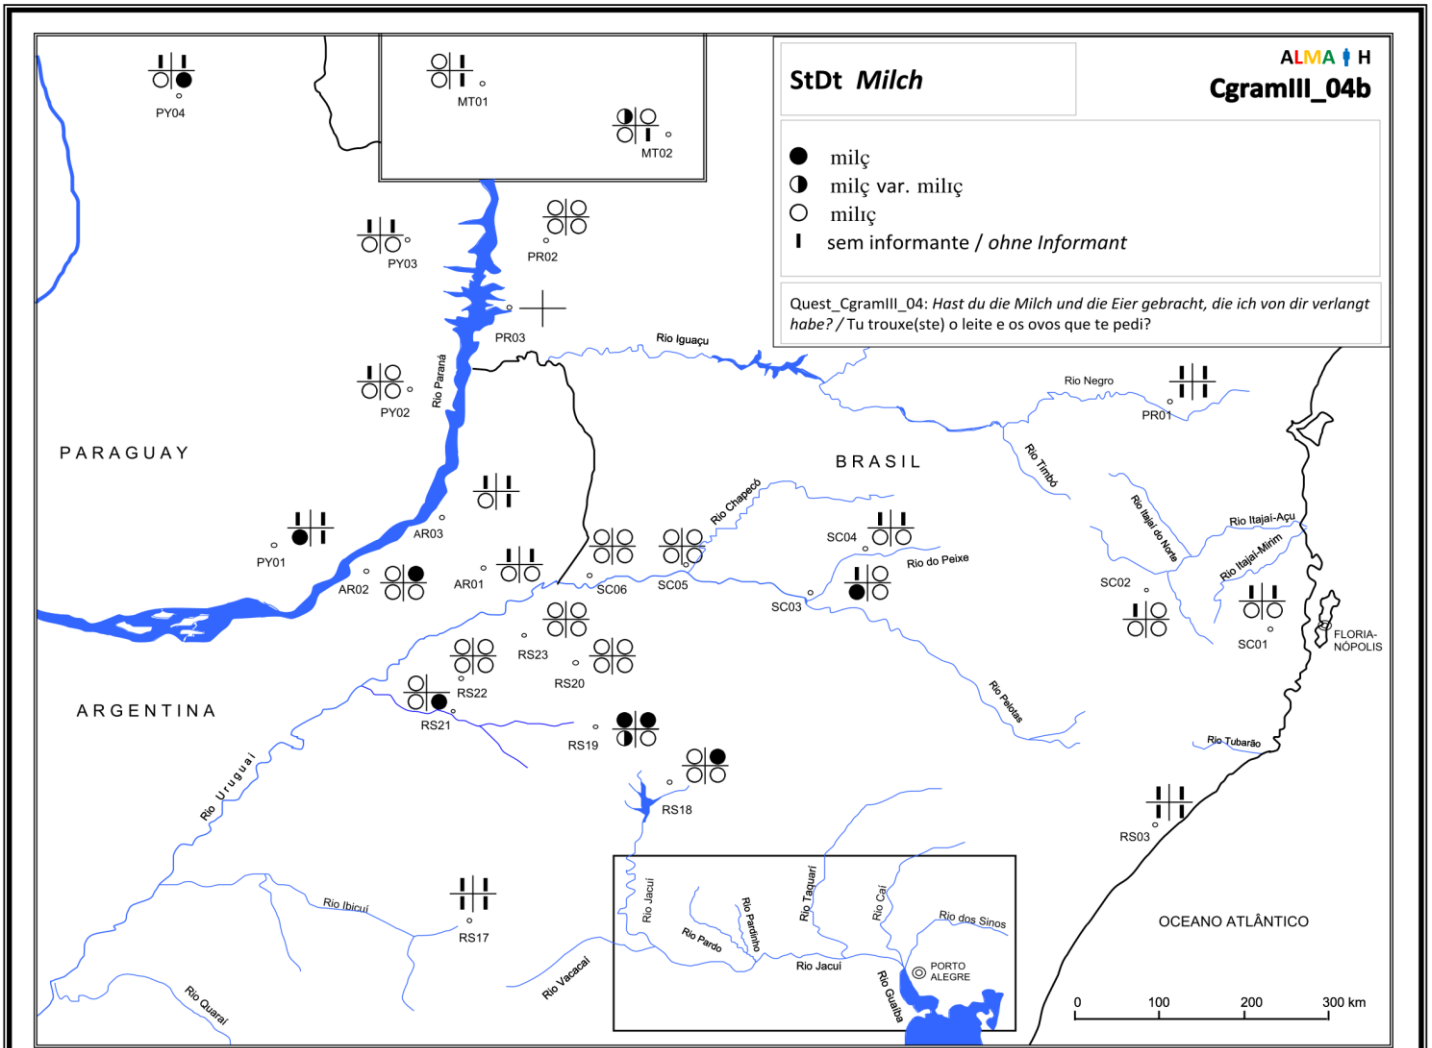 StDt Milch
ALMA H
CgramIII_04b
milç
milç var. milıç
milıç
sem informante / ohne Informant
Quest_CgramIII_04: Hast du die Milch und die Eier gebracht, die ich von dir verlangt
habe? / Tu trouxe(ste) o leite e os ovos que te pedi?
PY04
MT01
MT02
PY03
PR02
PR03
Rio Iguaçu
Rio Paraná
PY02
Rio Negro
PR01
PARAGUAY
BRASIL
Rio Timbó
Rio Chapecó
Rio Itajaí do Norte
Rio Itajaí-Açu
Rio Itajaí-Mirim
AR03
PY01
SC04
Rio do Peixe
AR02
AR01
SC06
SC05
SC03
SC02
SC01
FLORIA-
NÓPOLIS
RS23
RS22
RS20
RS21
Rio Pelotas
ARGENTINA
RS19
Rio Tubarão
Rio Uruguai
RS18
RS03
Rio Ibicuí
RS17
Rio Jacuí
Rio Pardo
Rio Pardinho
Rio Taquarí
Rio Caí
Rio dos Sinos
OCEANO ATLÂNTICO
Rio Vacacaí
Rio Jacuí
PORTO
ALEGRE
Rio Guaíba
Rio Quaraí
0 100 200 300 km